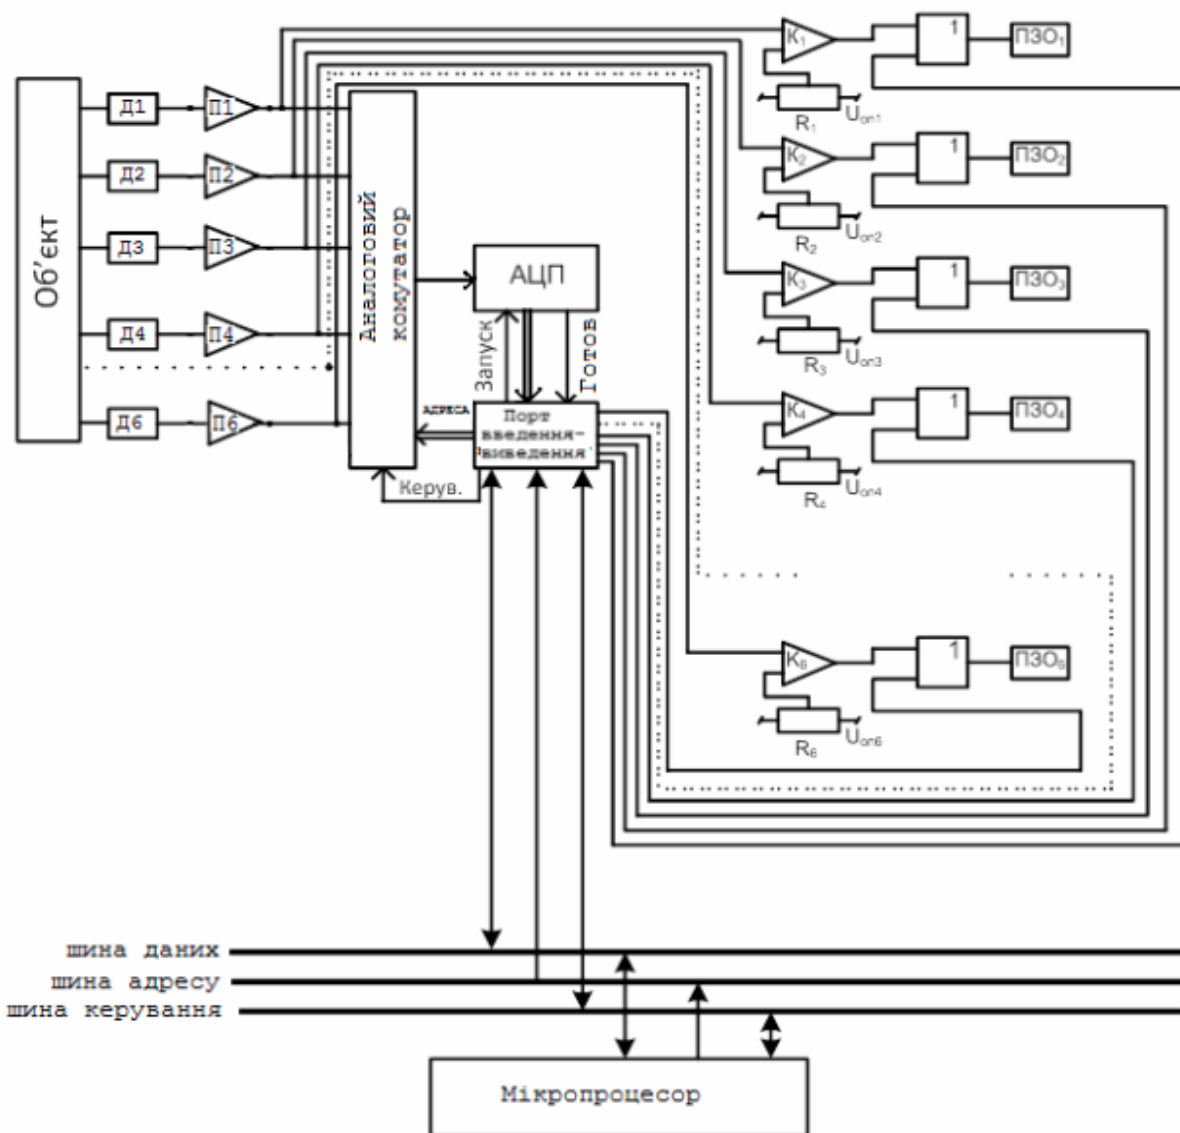 K₁
1
ПЗО₁
R₁
Uоп1
K₂
1
ПЗО₂
R₂
Uоп2
K₃
1
ПЗО₃
R₃
Uоп3
K₄
1
ПЗО₄
R₄
Uоп4
K₆
1
ПЗО₆
R₆
Uоп6
Об'єкт
Д1
П1
Д2
П2
Д3
П3
Д4
П4
Д6
П6
Аналоговий
комутатор
АЦП
Запуск
Готов
АДРЕСА
Порт
введення-
виведення
Керув.
шина даних
шина адресу
шина керування
Мікропроцесор